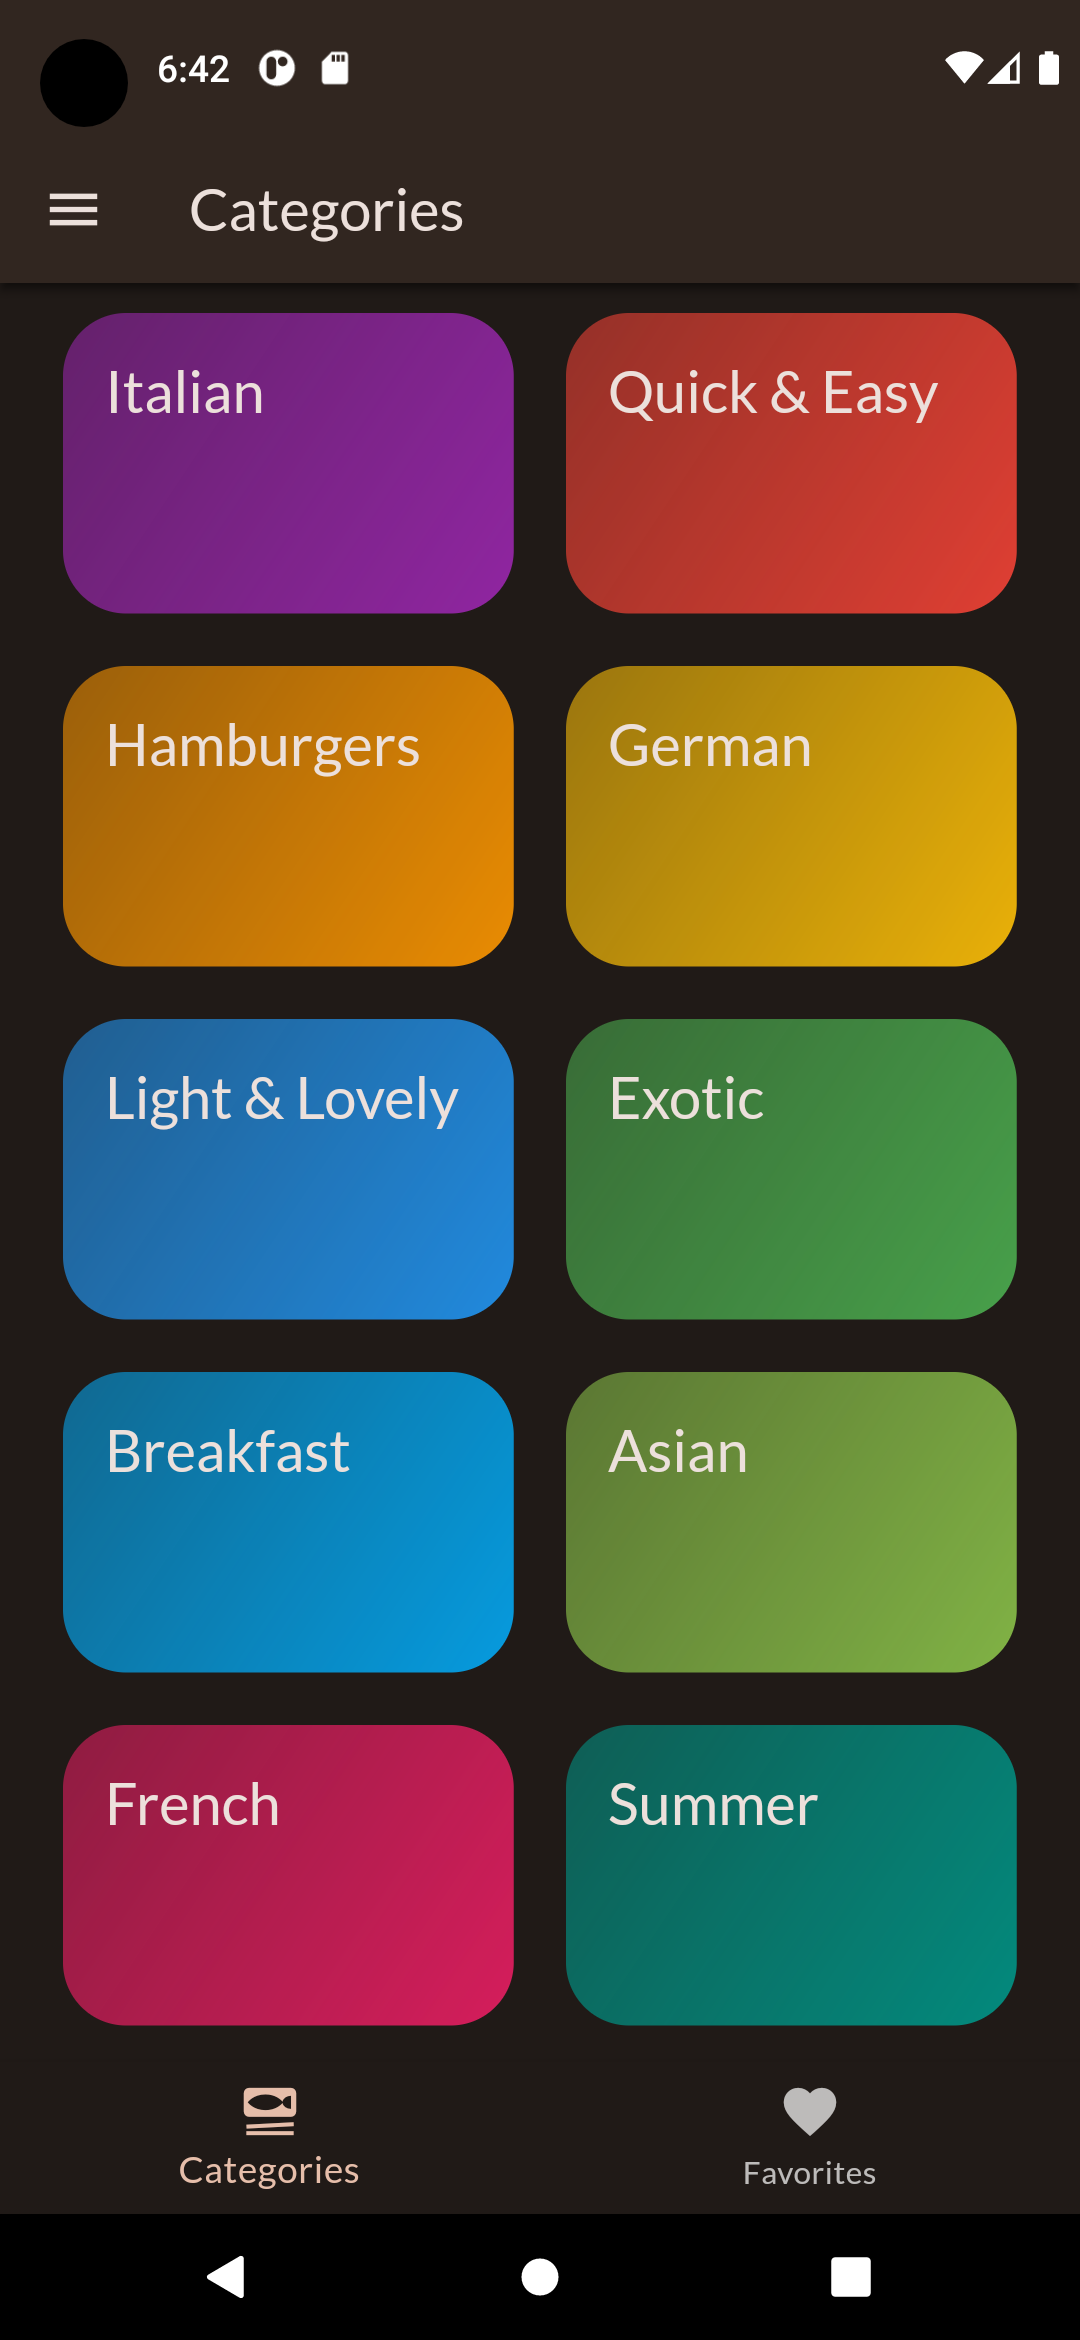 6:42
Categories
Italian
Quick & Easy
Hamburgers
German
Light & Lovely
Exotic
Breakfast
Asian
French
Summer
Categories
Favorites